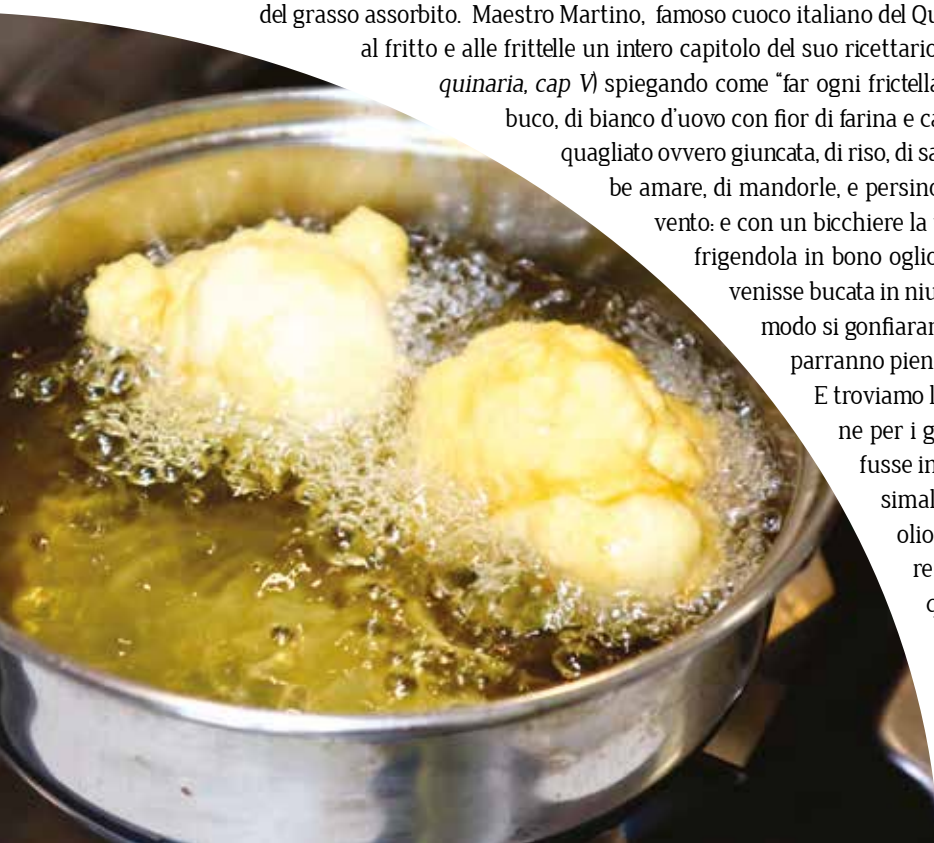 del grasso assorbito. Maestro Martino, famoso cuoco italiano del Qu
al fritto e alle frittelle un intero capitolo del suo ricettario
quinaria, cap V) spiegando come “far ogni frictella
buco, di bianco d’uovo con fior di farina e ca
quagliato ovvero giuncata, di riso, di sa
be amare, di mandorle, e persino
vento: e con un bicchiere la
frigendola in bono oglio
venisse bucata in niu
modo si gonfiaran
parranno pien
E troviamo l
ne per i g
fusse in
simal
olio
re
q